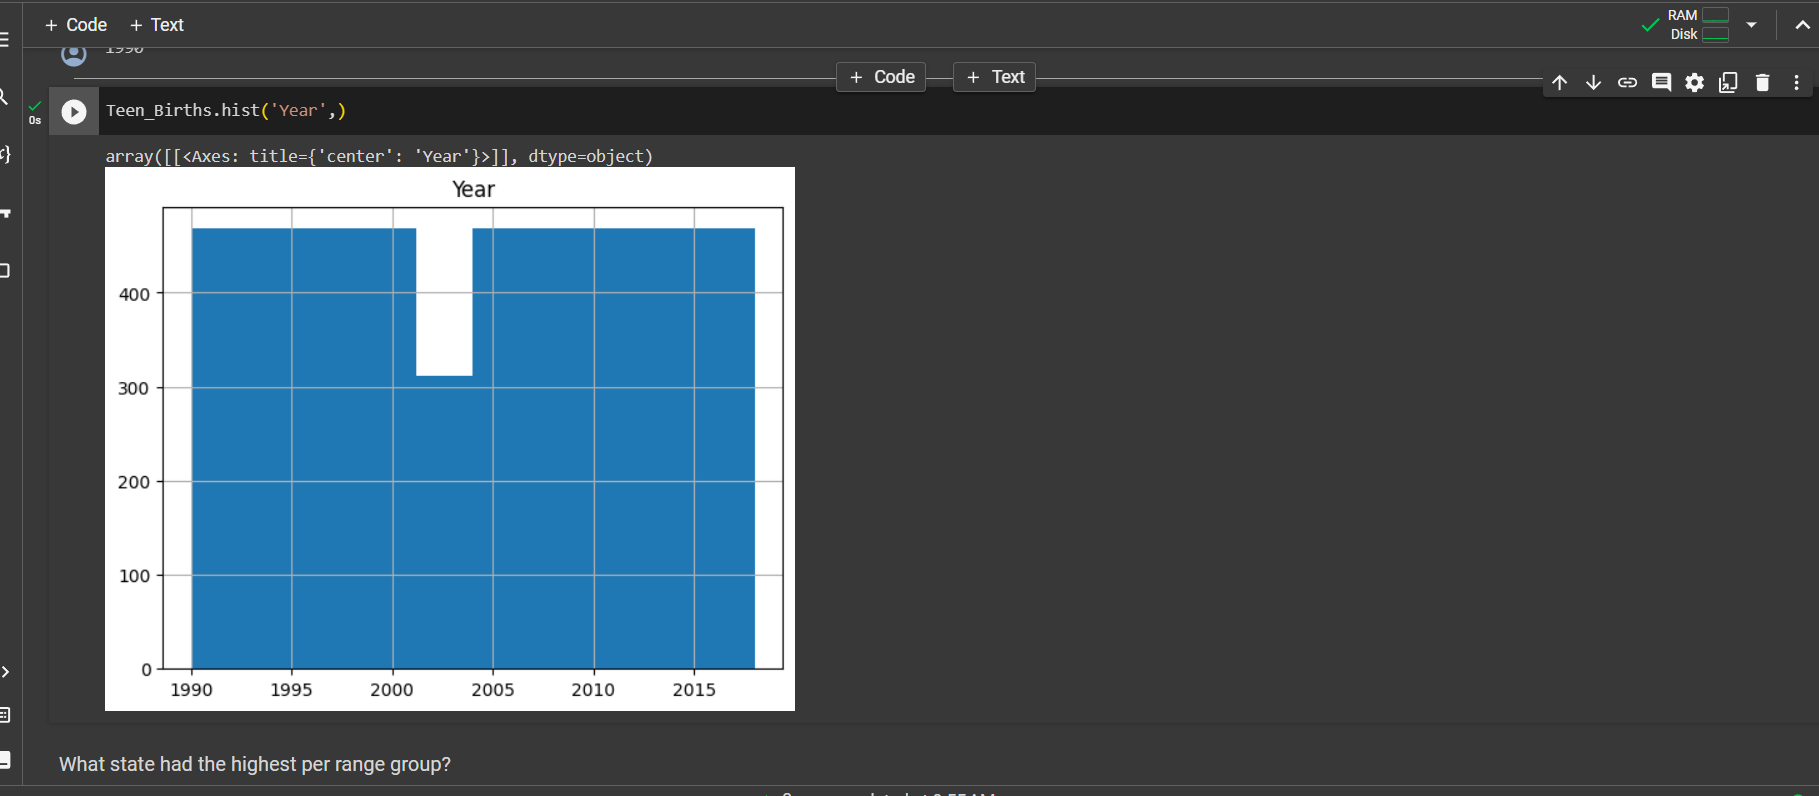 + Code + Text
RAM
Disk
1990
+ Code + Text
0s
Teen_Births.hist('Year',)
array([[<Axes: title={'center': 'Year'}>]], dtype=object)
Year
400
300
200
100
0
1990 1995 2000 2005 2010 2015
What state had the highest per range group?